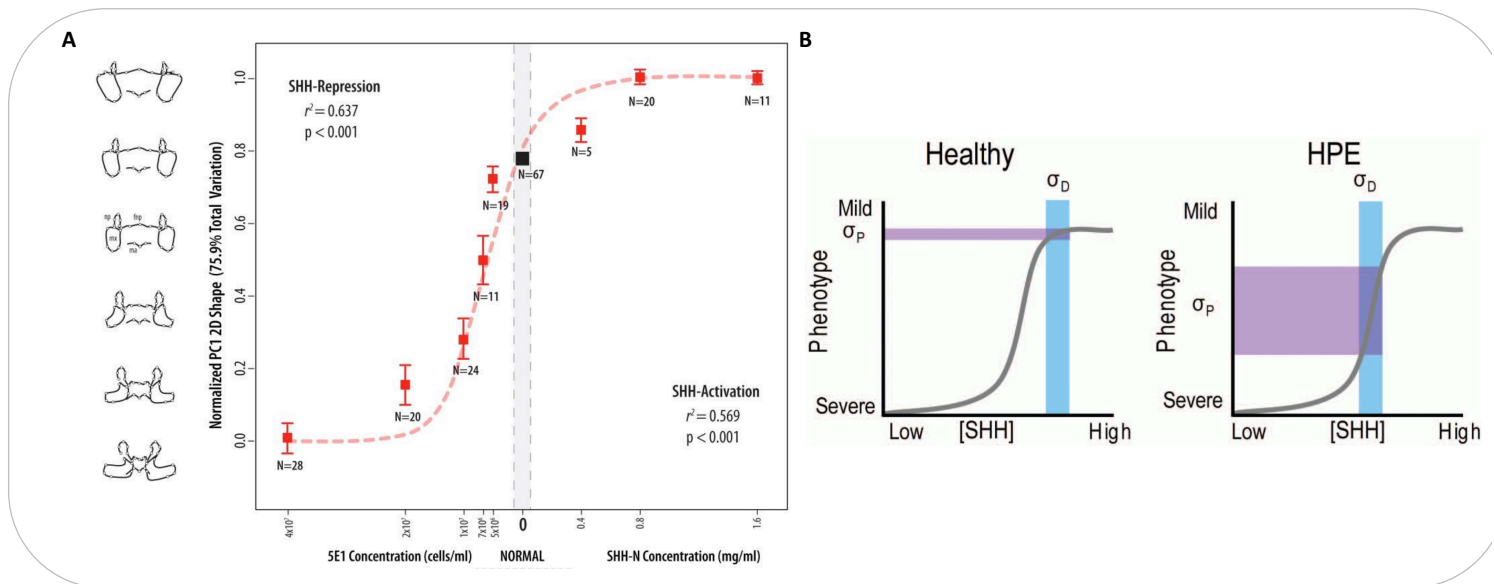 A
SHH-Repression
r² = 0.637
p < 0.001
Normalized PC1 2D Shape (75.9% Total Variation)
1.0
0.8
0.6
0.4
0.2
0.0
np
fnp
mx
ma
N=28
N=20
N=24
N=11
N=19
N=67
N=5
N=20
N=11
SHH-Activation
r² = 0.569
p < 0.001
4x10⁷
2x10⁷
1x10⁷
7x10⁶
5x10⁶
0
0.4
0.8
1.6
5E1 Concentration (cells/ml)
NORMAL
SHH-N Concentration (mg/ml)
B
Healthy
σD
Mild
σP
Phenotype
Severe
Low
[SHH]
High
HPE
σD
Mild
σP
Phenotype
Severe
Low
[SHH]
High